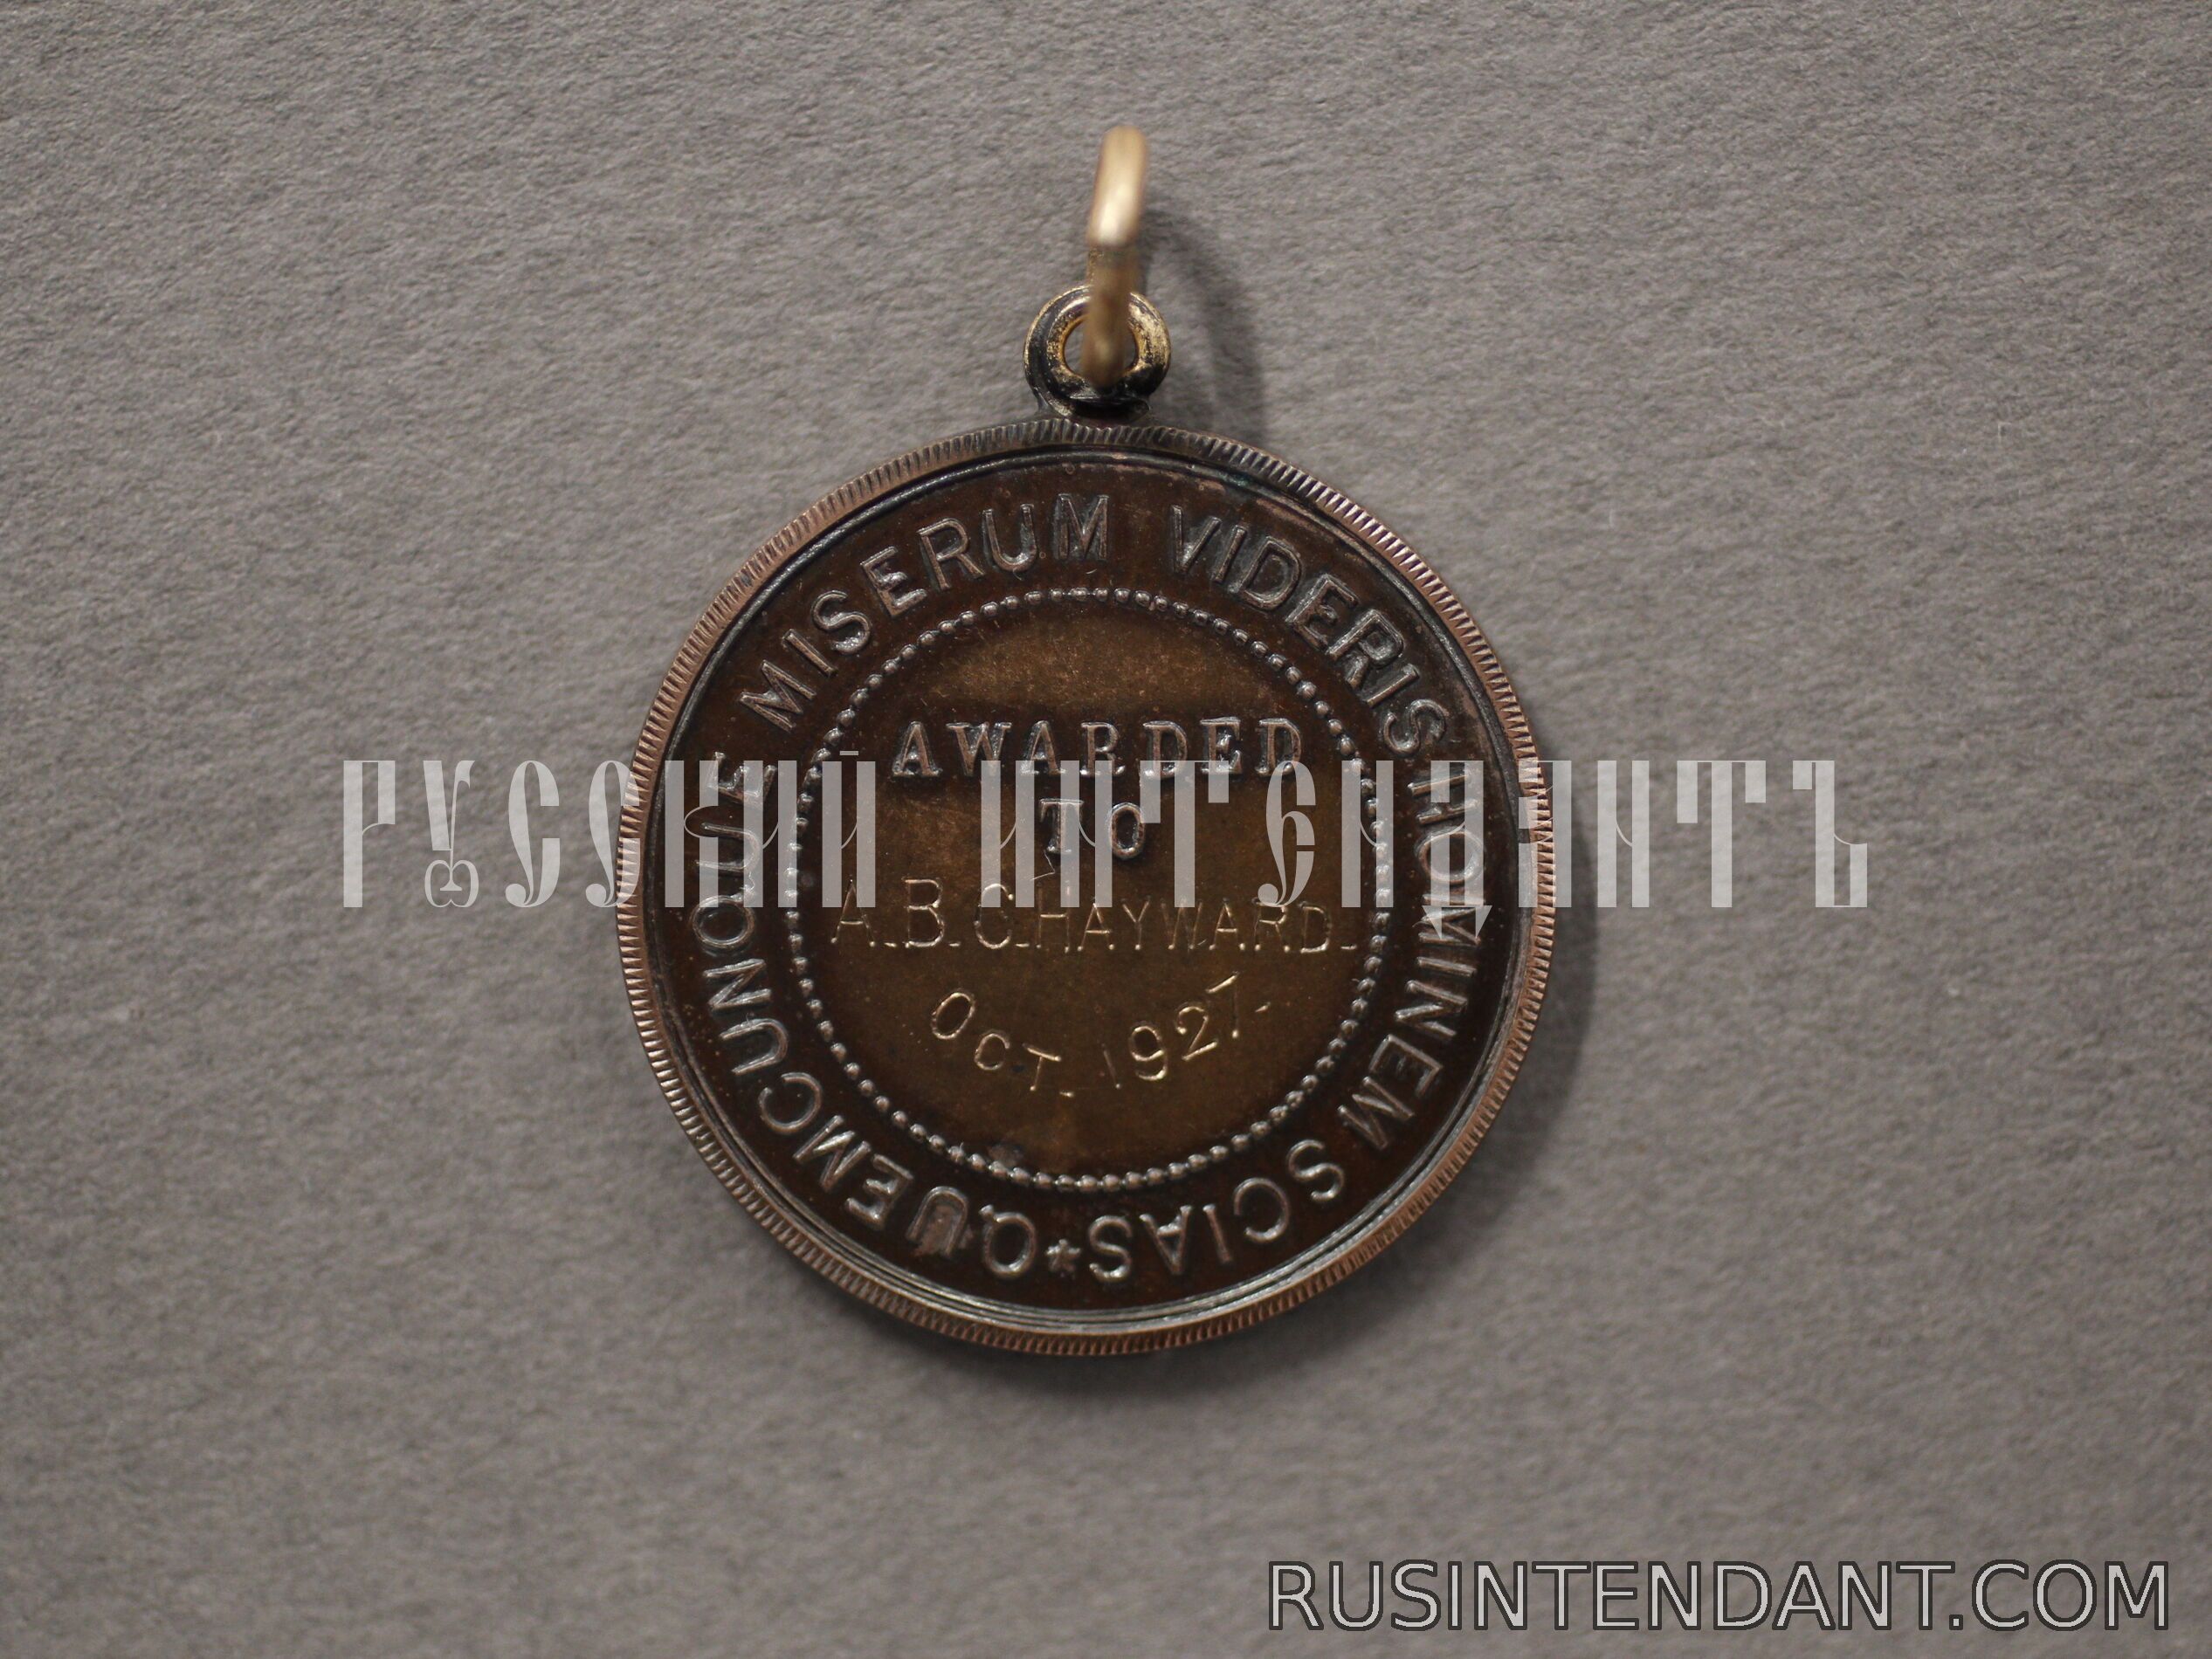 QUEMCUNQUE MISERUM VIDERIS HOMINEM SCIAS *
AWARDED
TO
A.B.C. HAYWARD.
OCT. 1927.
РУССКИЙ ИНТЕНДАНТЪ
RUSINTENDANT.COM